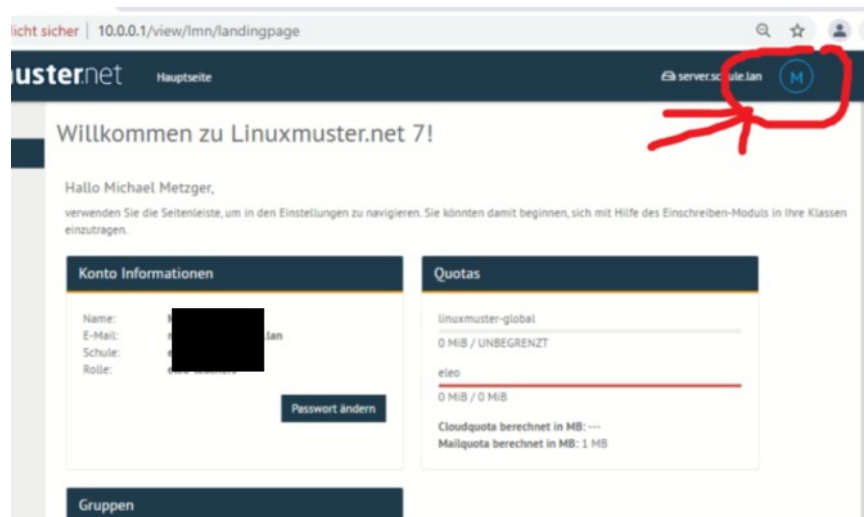 licht sicher | 10.0.0.1/view/lmn/landingpage
uster.net Hauptseite server.schule.lan M
Willkommen zu Linuxmuster.net 7!
Hallo Michael Metzger,
verwenden Sie die Seitenleiste, um in den Einstellungen zu navigieren. Sie könnten damit beginnen, sich mit Hilfe des Einschreiben-Moduls in Ihre Klassen
einzutragen.
Konto Informationen
Name:
E-Mail: .lan
Schule:
Rolle:
Passwort ändern
Quotas
linuxmuster-global
0 MiB / UNBEGRENZT
eleo
0 MiB / 0 MiB
Cloudquota berechnet in MB: ---
Mailquota berechnet in MB: 1 MB
Gruppen